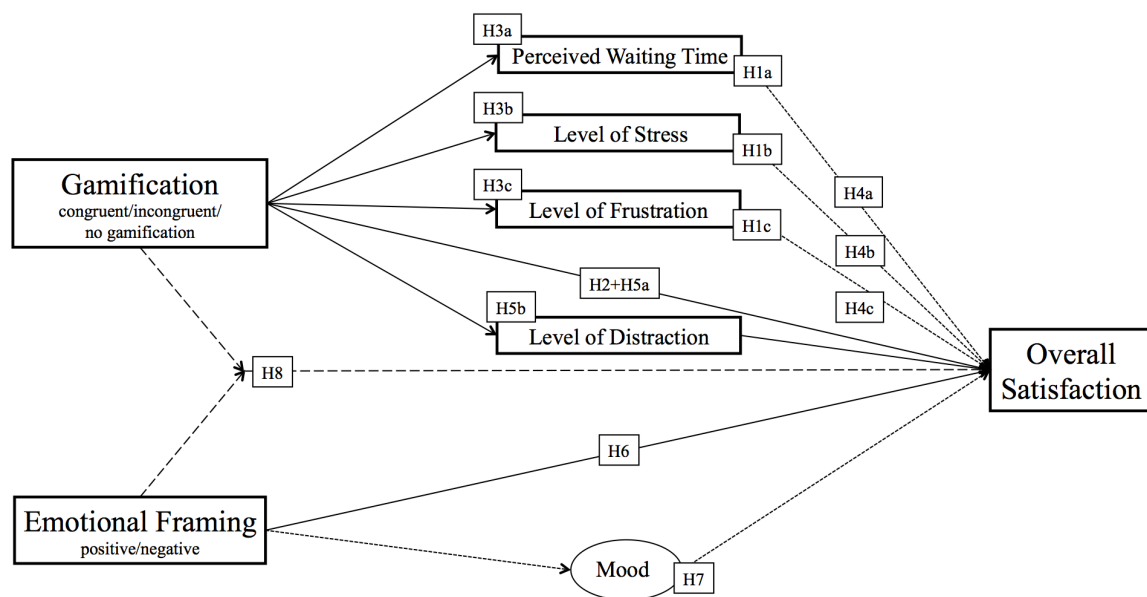 H3a
Perceived Waiting Time
H1a
H3b
Level of Stress
H1b
Gamification
congruent/incongruent/
no gamification
H3c
Level of Frustration
H1c
H4a
H4b
H4c
H2+H5a
H5b
Level of Distraction
Overall
Satisfaction
H8
H6
Emotional Framing
positive/negative
Mood
H7